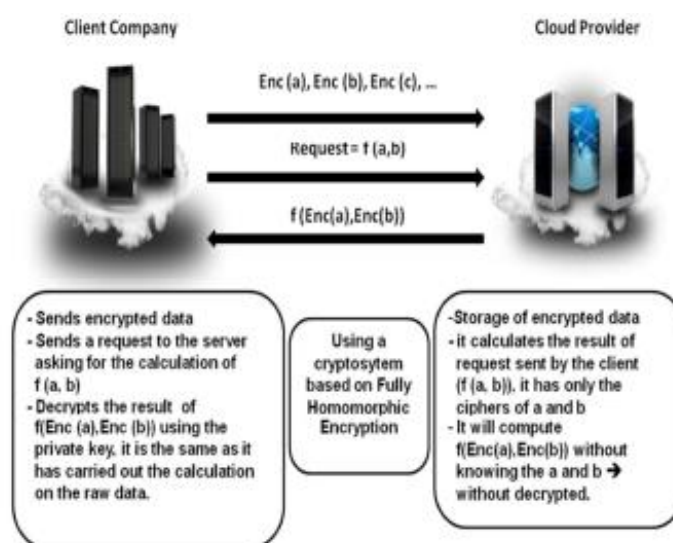 Client Company
Cloud Provider
Enc (a), Enc (b), Enc (c), ...
Request= f (a,b)
f (Enc(a),Enc(b))
- Sends encrypted data
- Sends a request to the server
asking for the calculation of
f (a, b)
- Decrypts the result of
f(Enc (a),Enc (b)) using the
private key, it is the same as it
has carried out the calculation
on the raw data.
Using a
cryptosytem
based on Fully
Homomorphic
Encryption
-Storage of encrypted data
- it calculates the result of
request sent by the client
(f (a, b)), it has only the
ciphers of a and b
- It will compute
f(Enc(a),Enc(b)) without
knowing the a and b ➔
without decrypted.